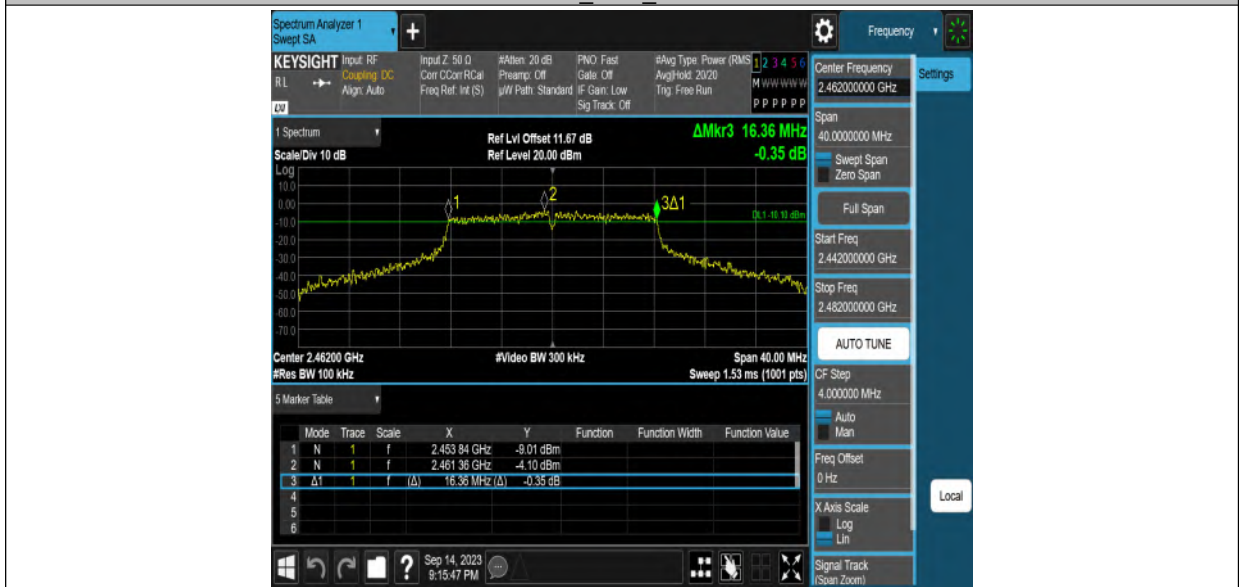 Spectrum Analyzer 1
Swept SA
+
Frequency
KEYSIGHT
RL
Input: RF
Coupling: DC
Align: Auto
Input Z: 50 Ω
Corr CCorr RCal
Freq Ref: Int (S)
#Atten: 20 dB
Preamp: Off
µW Path: Standard
PNO: Fast
Gate: Off
IF Gain: Low
Sig Track: Off
#Avg Type: Power (RMS
Avg|Hold: 20/20
Trig: Free Run
1 2 3 4 5 6
M W W W W W
P P P P P P
1 Spectrum
Scale/Div 10 dB
Ref Lvl Offset 11.67 dB
Ref Level 20.00 dBm
ΔMkr3 16.36 MHz
-0.35 dB
Log
10.0
0.00
-10.0
-20.0
-30.0
-40.0
-50.0
-60.0
-70.0
1
2
3Δ1
DL1 -10.10 dBm
Center 2.46200 GHz
#Res BW 100 kHz
#Video BW 300 kHz
Span 40.00 MHz
Sweep 1.53 ms (1001 pts)
5 Marker Table
Mode Trace Scale X Y Function Function Width Function Value
1 N 1 f 2.453 84 GHz -9.01 dBm
2 N 1 f 2.461 36 GHz -4.10 dBm
3 Δ1 1 f (Δ) 16.36 MHz (Δ) -0.35 dB
4
5
6
?
Sep 14, 2023
9:15:47 PM
Center Frequency
2.462000000 GHz
Settings
Span
40.0000000 MHz
Swept Span
Zero Span
Full Span
Start Freq
2.442000000 GHz
Stop Freq
2.482000000 GHz
AUTO TUNE
CF Step
4.000000 MHz
Auto
Man
Freq Offset
0 Hz
Local
X Axis Scale
Log
Lin
Signal Track
(Span Zoom)